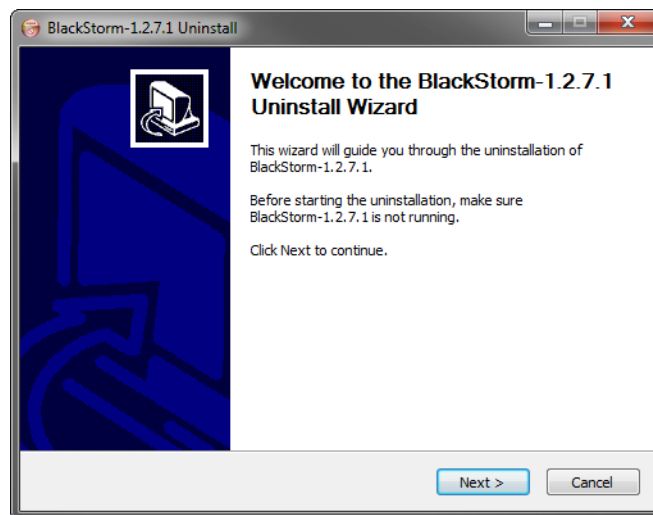 BlackStorm-1.2.7.1 Uninstall
Welcome to the BlackStorm-1.2.7.1
Uninstall Wizard
This wizard will guide you through the uninstallation of
BlackStorm-1.2.7.1.
Before starting the uninstallation, make sure
BlackStorm-1.2.7.1 is not running.
Click Next to continue.
Next >
Cancel